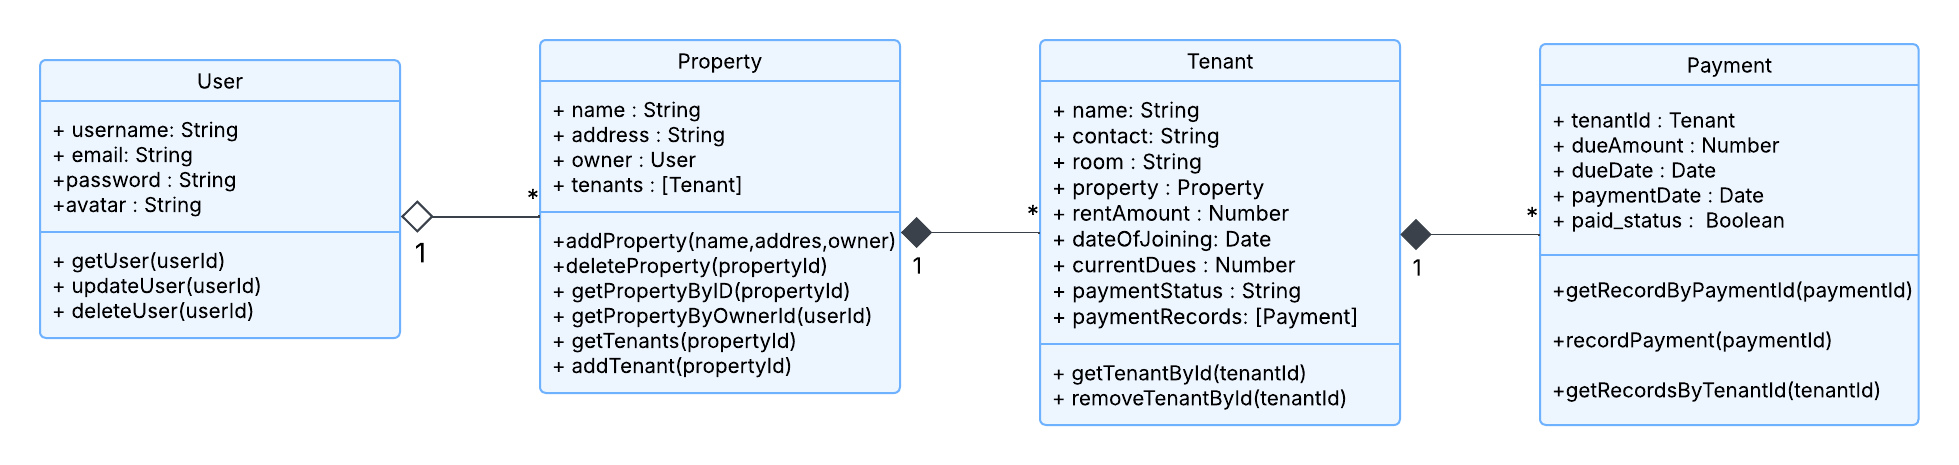 User
+ username: String
+ email: String
+password : String
+avatar : String
+ getUser(userId)
+ updateUser(userId)
+ deleteUser(userId)
1
*
Property
+ name : String
+ address : String
+ owner : User
+ tenants : [Tenant]
+addProperty(name,addres,owner)
+deleteProperty(propertyId)
+ getPropertyByID(propertyId)
+ getPropertyByOwnerId(userId)
+ getTenants(propertyId)
+ addTenant(propertyId)
1
*
Tenant
+ name: String
+ contact: String
+ room : String
+ property : Property
+ rentAmount : Number
+ dateOfJoining: Date
+ currentDues : Number
+ paymentStatus : String
+ paymentRecords: [Payment]
+ getTenantById(tenantId)
+ removeTenantById(tenantId)
1
*
Payment
+ tenantId : Tenant
+ dueAmount : Number
+ dueDate : Date
+ paymentDate : Date
+ paid_status :  Boolean
+getRecordByPaymentId(paymentId)
+recordPayment(paymentId)
+getRecordsByTenantId(tenantId)